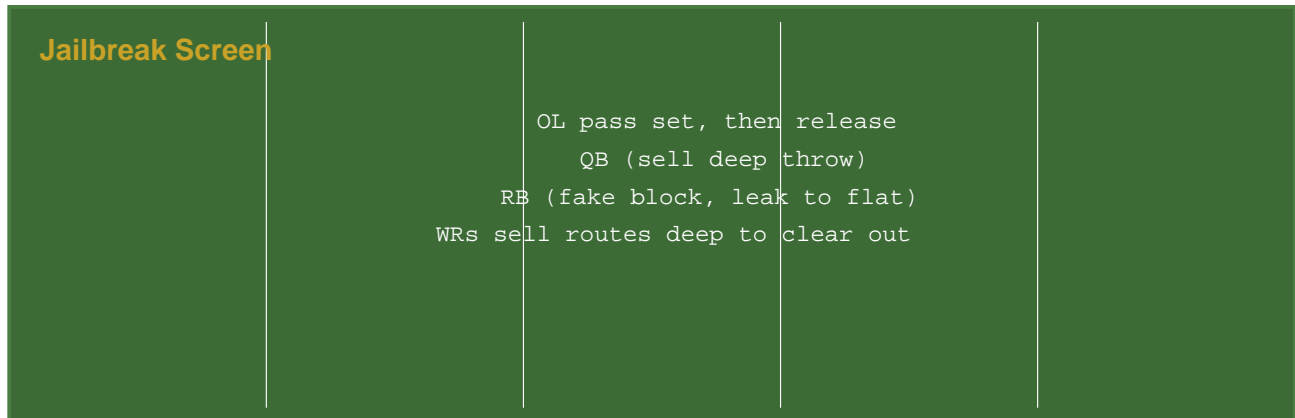 Jailbreak Screen
OL pass set, then release
QB (sell deep throw)
RB (fake block, leak to flat)
WRs sell routes deep to clear out